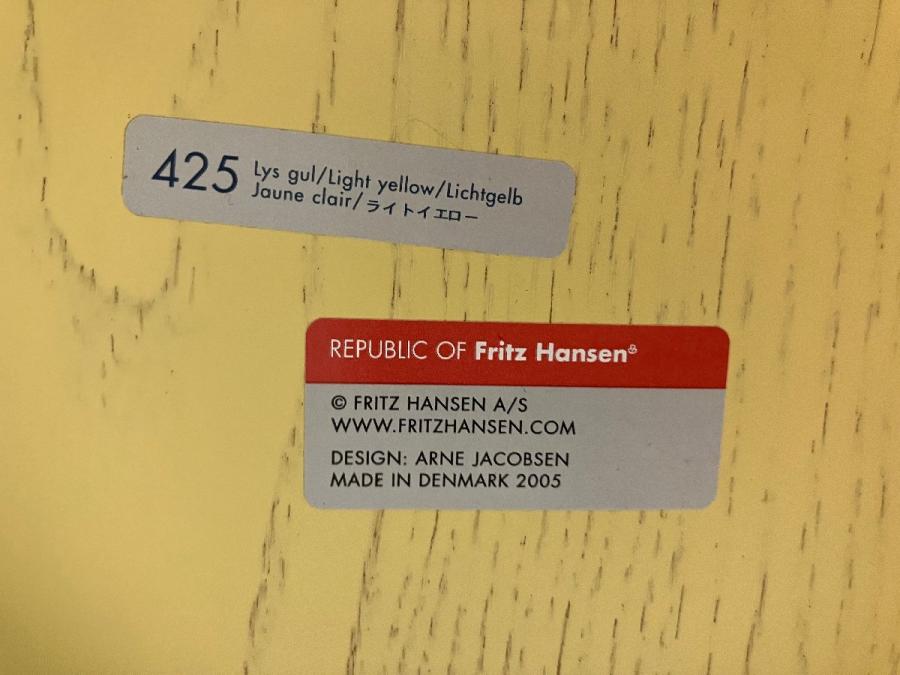 425 Lys gul/Light yellow/Lichtgelb
Jaune clair/ライトイエロー
REPUBLIC OF Fritz Hansen®
© FRITZ HANSEN A/S
WWW.FRITZHANSEN.COM
DESIGN: ARNE JACOBSEN
MADE IN DENMARK 2005